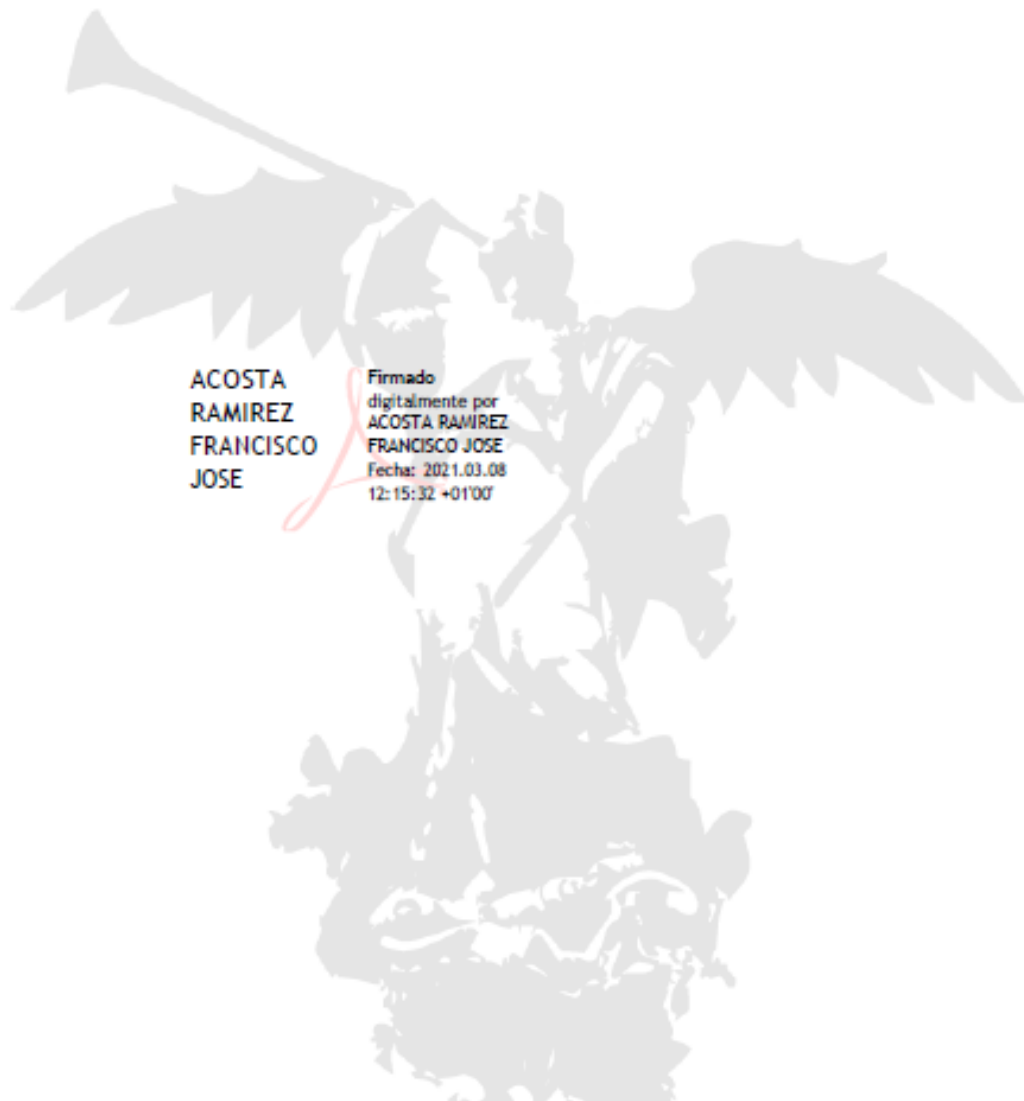 ACOSTA
RAMIREZ
FRANCISCO
JOSE
Firmado
digitalmente por
ACOSTA RAMIREZ
FRANCISCO JOSE
Fecha: 2021.03.08
12:15:32 +01'00'